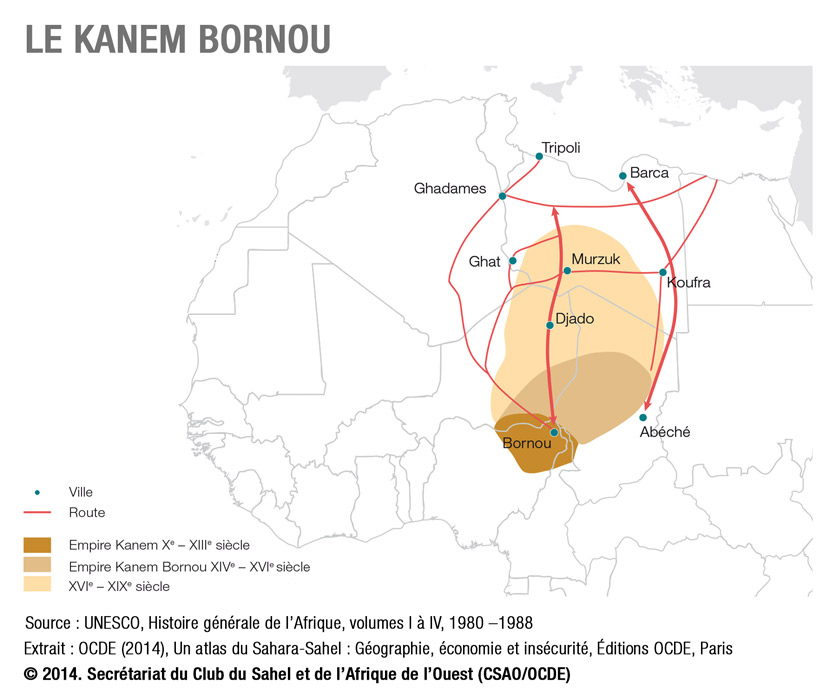 LE KANEM BORNOU
Tripoli
Barca
Ghadames
Ghat
Murzuk
Koufra
Djado
Abéché
Bornou
Ville
Route
Empire Kanem Xᵉ – XIIIᵉ siècle
Empire Kanem Bornou XIVᵉ – XVIᵉ siècle
XVIᵉ – XIXᵉ siècle
Source : UNESCO, Histoire générale de l’Afrique, volumes I à IV, 1980 –1988
Extrait : OCDE (2014), Un atlas du Sahara-Sahel : Géographie, économie et insécurité, Éditions OCDE, Paris
© 2014. Secrétariat du Club du Sahel et de l’Afrique de l’Ouest (CSAO/OCDE)